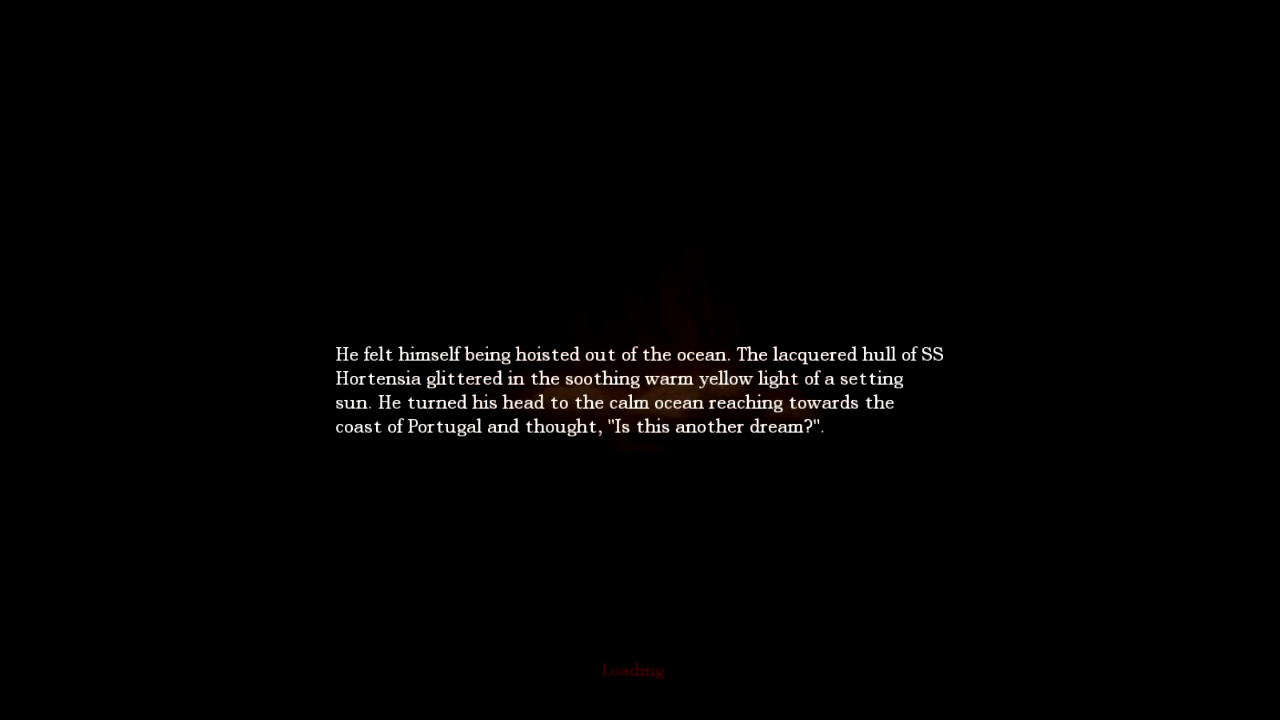 He felt himself being hoisted out of the ocean. The lacquered hull of SS
Hortensia glittered in the soothing warm yellow light of a setting
sun. He turned his head to the calm ocean reaching towards the
coast of Portugal and thought, "Is this another dream?".
Loading